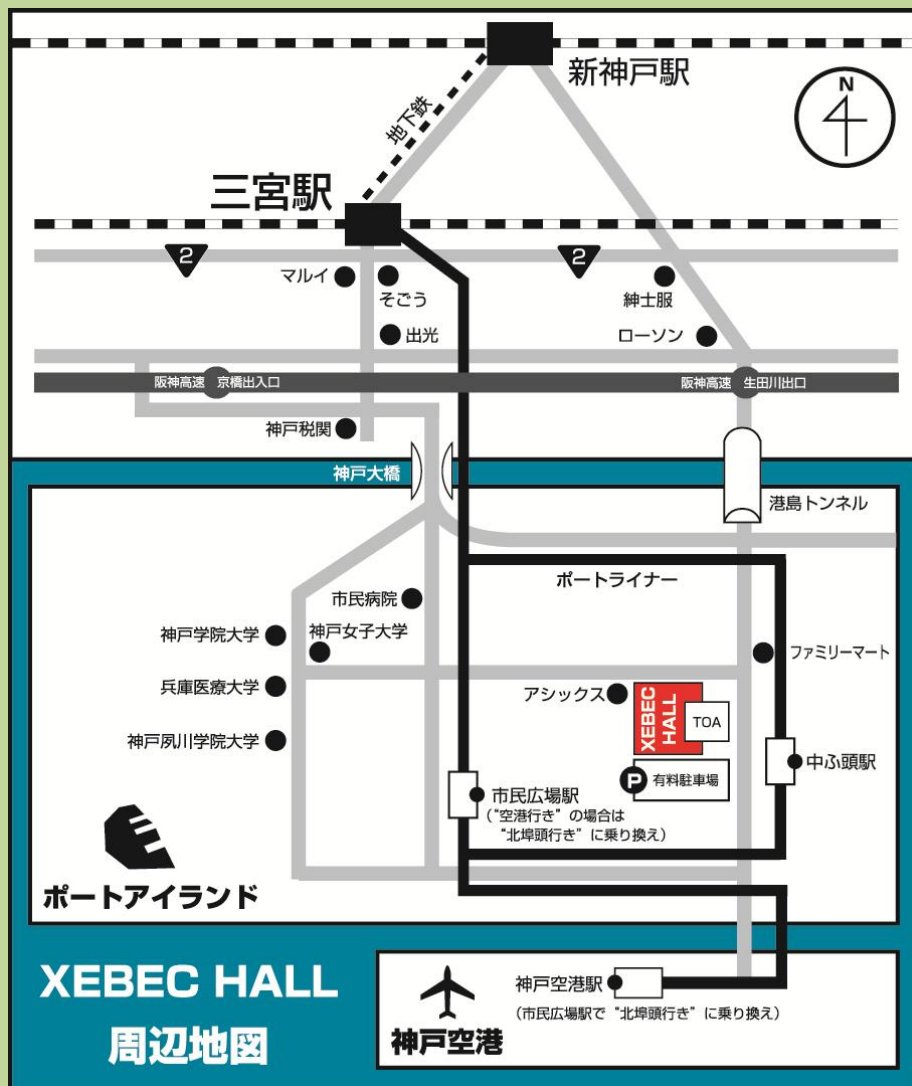 新神戸駅
N
地下鉄
三宮駅
2
2
マルイ
そごう
紳士服
出光
ローソン
阪神高速 京橋出入口
阪神高速 生田川出口
神戸税関
神戸大橋
港島トンネル
ポートライナー
市民病院
神戸学院大学
神戸女子大学
ファミリーマート
兵庫医療大学
アシックス
XEBEC
HALL
TOA
神戸夙川学院大学
中ふ頭駅
P 有料駐車場
市民広場駅
("空港行き"の場合は
"北埠頭行き"に乗り換え)
ポートアイランド
XEBEC HALL
周辺地図
神戸空港駅
(市民広場駅で"北埠頭行き"に乗り換え)
神戸空港